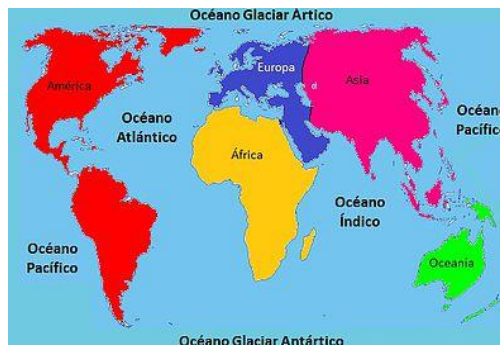 Océano Glaciar Ártico
América
Europa
Asia
Océano
Atlántico
Océano
Pacífico
África
Océano
Índico
Océano
Pacífico
Oceanía
Océano Glaciar Antártico